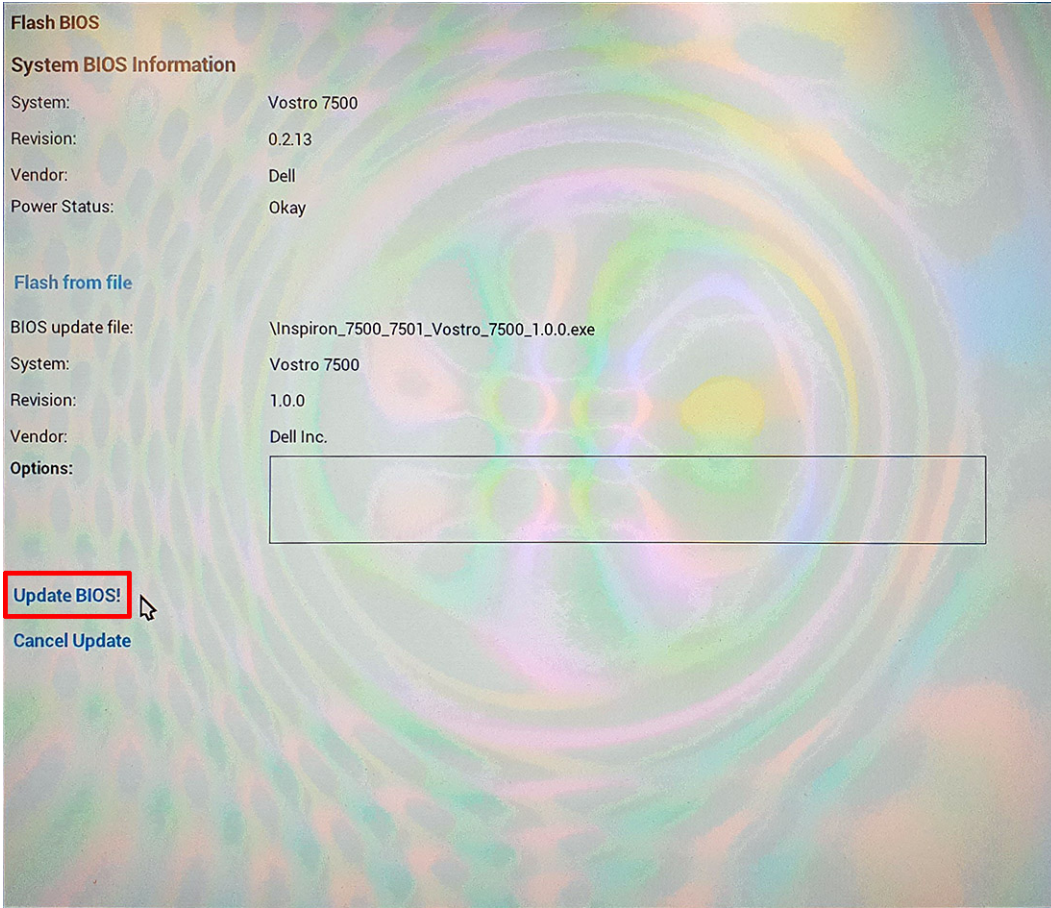 Flash BIOS
System BIOS Information
System: Vostro 7500
Revision: 0.2.13
Vendor: Dell
Power Status: Okay
Flash from file
BIOS update file: \Inspiron_7500_7501_Vostro_7500_1.0.0.exe
System: Vostro 7500
Revision: 1.0.0
Vendor: Dell Inc.
Options:
Update BIOS!
Cancel Update